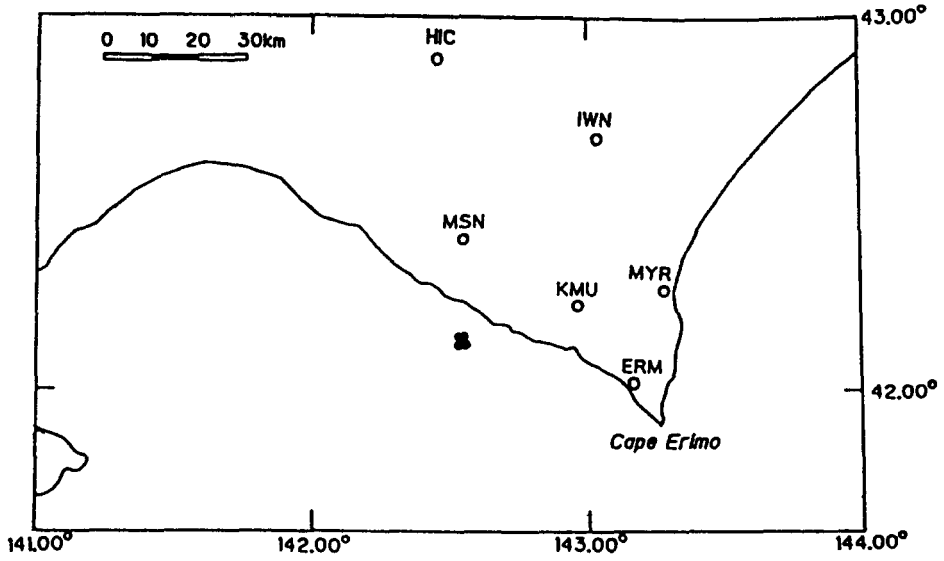 43.00°
0 10 20 30km
HIC
IWN
MSN
MYR
KMU
ERM
42.00°
Cape Erimo
141.00°
142.00°
143.00°
144.00°